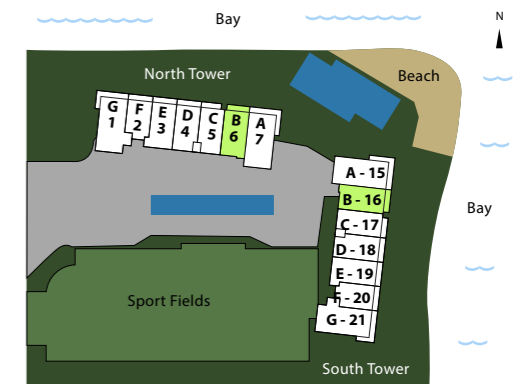 Bay
N
North Tower
Beach
G
1
F
2
E
3
D
4
C
5
B
6
A
7
A - 15
B - 16
C - 17
D - 18
E - 19
F - 20
G - 21
Bay
Sport Fields
South Tower